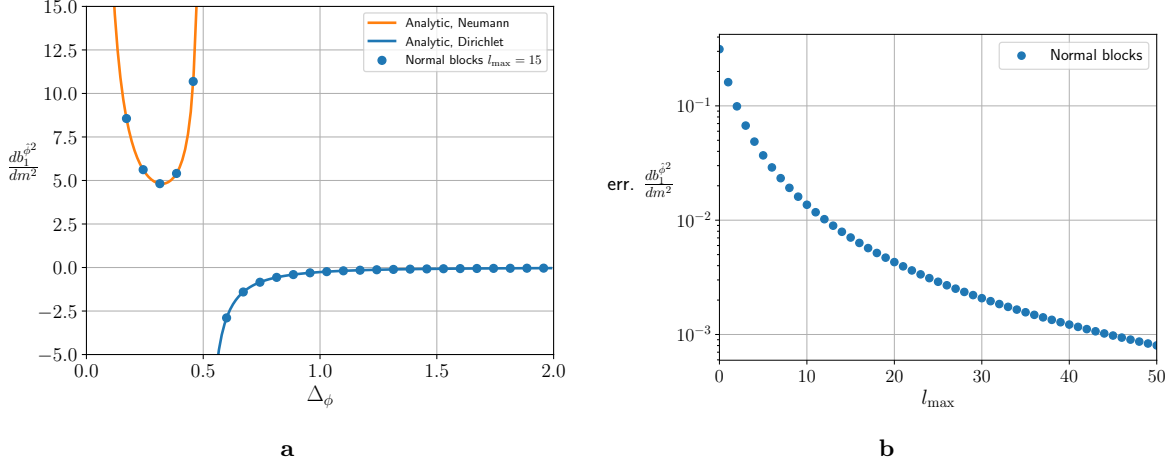 15.0
12.5
10.0
7.5
5.0
2.5
0.0
−2.5
−5.0
0.0
0.5
1.0
1.5
2.0
Δ_ϕ
db_1^{ϕ̂^2}/dm^2
Analytic, Neumann
Analytic, Dirichlet
Normal blocks l_max = 15
a
10^−1
10^−2
10^−3
0
10
20
30
40
50
l_max
err. db_1^{ϕ̂^2}/dm^2
Normal blocks
b